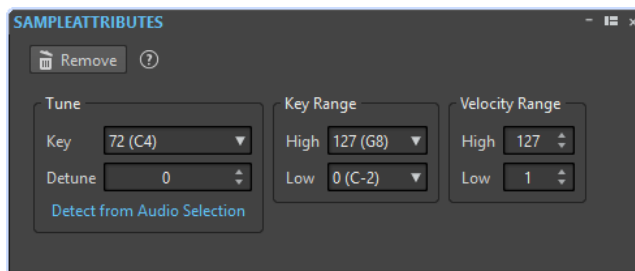 SAMPLEATTRIBUTES
Remove ?
Tune
Key 72 (C4)
Detune 0
Detect from Audio Selection
Key Range
High 127 (G8)
Low 0 (C-2)
Velocity Range
High 127
Low 1